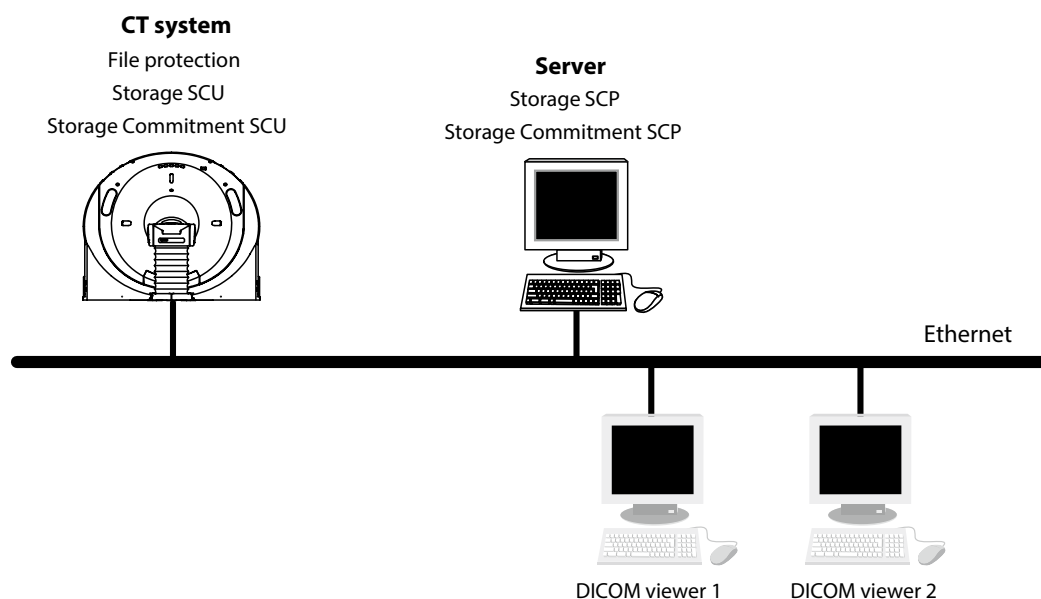 CT system
File protection
Storage SCU
Storage Commitment SCU
Server
Storage SCP
Storage Commitment SCP
Ethernet
DICOM viewer 1
DICOM viewer 2